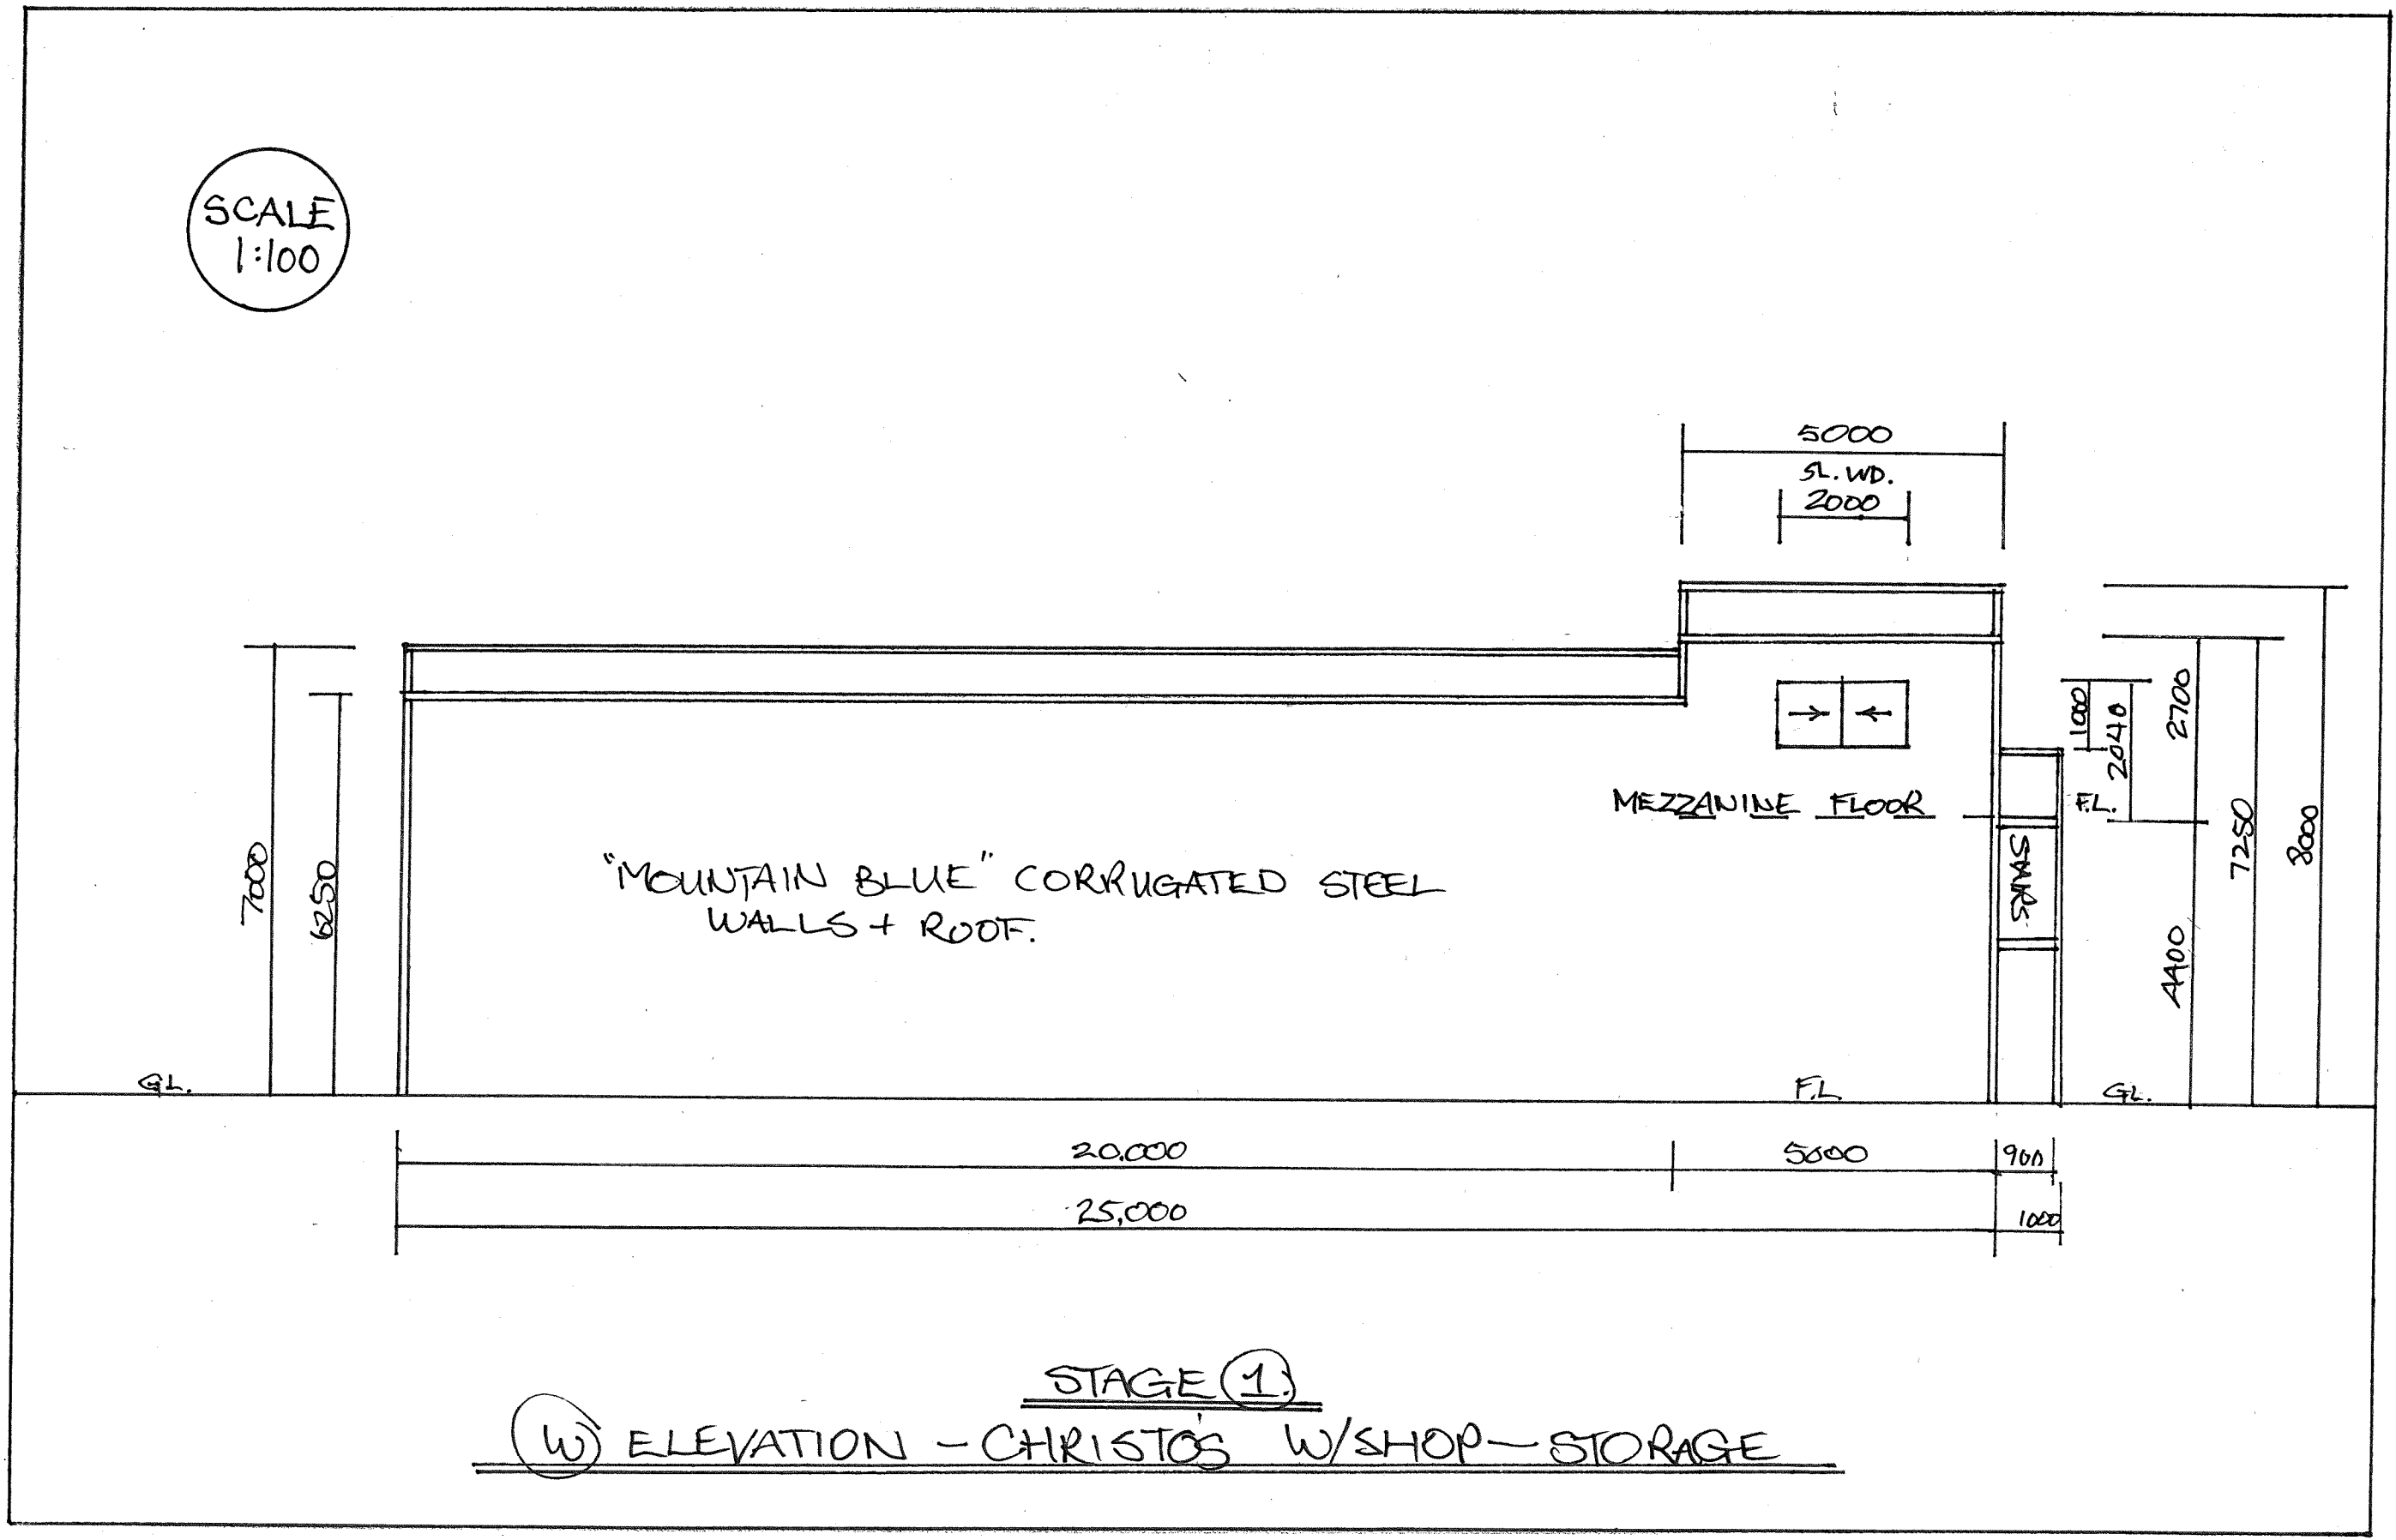 SCALE
1:100
5000
SL. WD.
2000
7000
6250
1000
2040
2700
7250
8000
MEZZANINE FLOOR
F.L.
"MOUNTAIN BLUE" CORRUGATED STEEL
WALLS + ROOF.
STAIRS
4400
GL.
F.L
GL.
20,000
5000
900
25,000
1000
STAGE 1.
W ELEVATION - CHRISTO'S W/SHOP - STORAGE